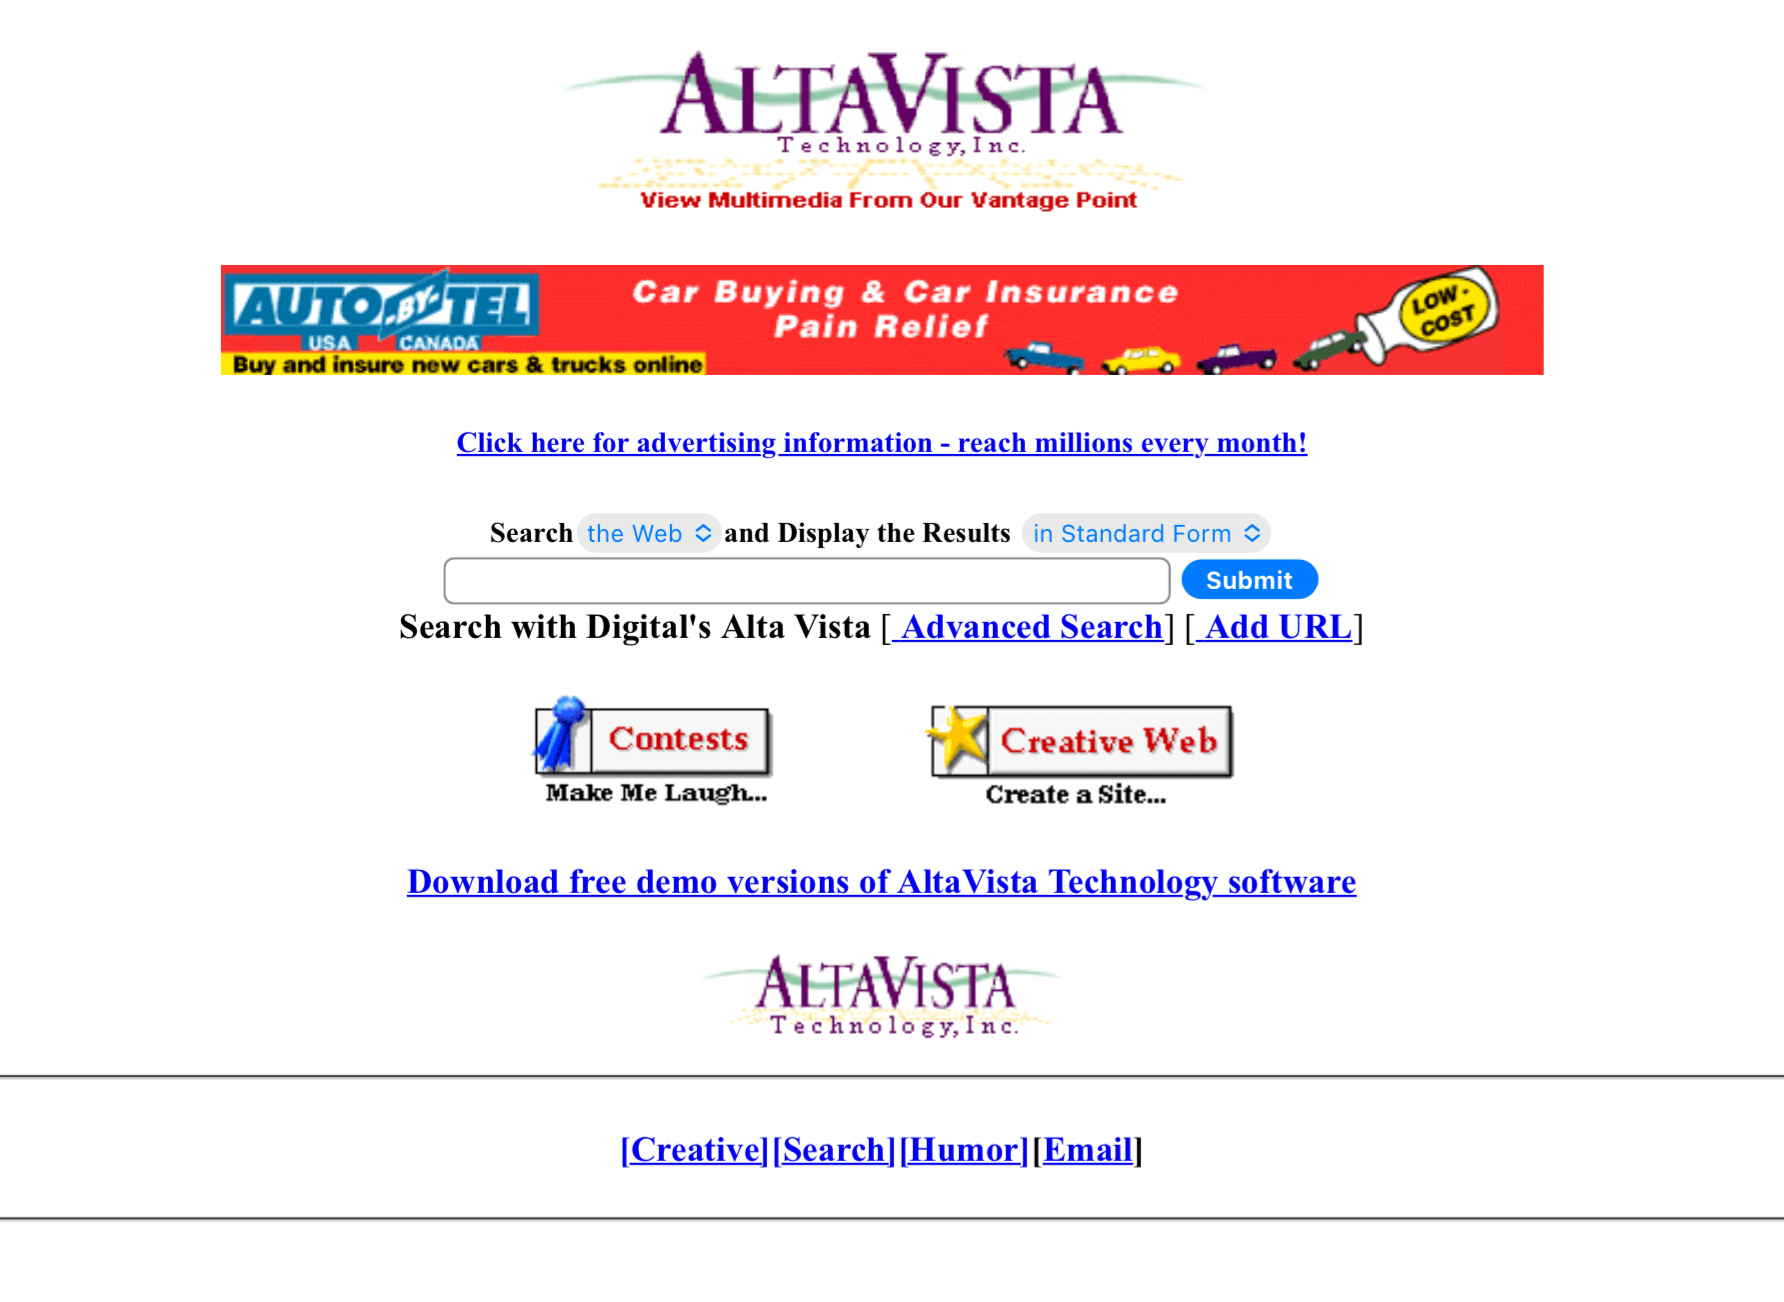 ALTAVISTA
Technology, Inc.
View Multimedia From Our Vantage Point
AUTO-BY-TEL
USA CANADA
Buy and insure new cars & trucks online
Car Buying & Car Insurance
Pain Relief
LOW-
COST
Click here for advertising information - reach millions every month!
Search the Web and Display the Results in Standard Form
Submit
Search with Digital's Alta Vista [ Advanced Search] [ Add URL]
Contests
Make Me Laugh...
Creative Web
Create a Site...
Download free demo versions of AltaVista Technology software
ALTAVISTA
Technology, Inc.
[Creative][Search][Humor][Email]